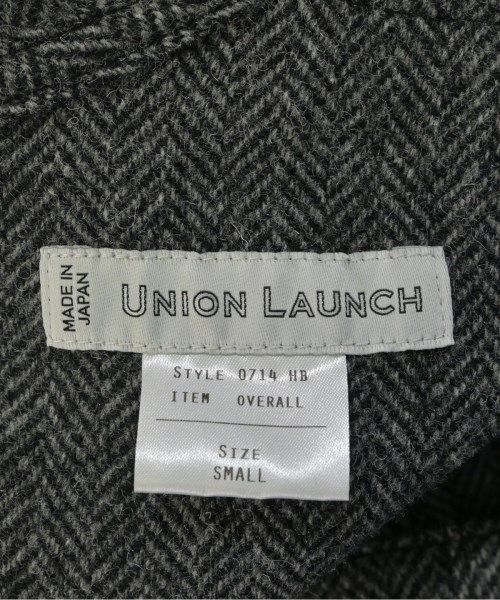 MADE IN
JAPAN
UNION LAUNCH
STYLE 0714 HB
ITEM OVERALL
SIZE
SMALL